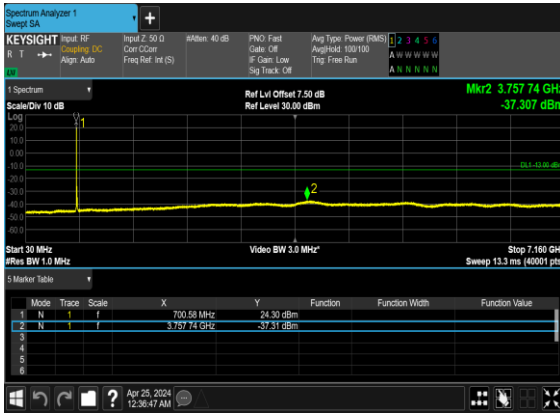 Spectrum Analyzer 1
Swept SA
KEYSIGHT
R T
Input: RF
Coupling: DC
Align: Auto
Input Z: 50 Ω
Corr CCorr
Freq Ref: Int (S)
#Atten: 40 dB
PNO: Fast
Gate: Off
IF Gain: Low
Sig Track: Off
Avg Type: Power (RMS)
Avg|Hold: 100/100
Trig: Free Run
1 2 3 4 5 6
A W W W W W
A N N N N N
1 Spectrum
Scale/Div 10 dB
Ref Lvl Offset 7.50 dB
Ref Level 30.00 dBm
Mkr2 3.757 74 GHz
-37.307 dBm
Log
20.0
10.0
0.00
-10.0
-20.0
-30.0
-40.0
-50.0
-60.0
1
2
DL1 -13.00 dBm
Start 30 MHz
#Res BW 1.0 MHz
Video BW 3.0 MHz*
Stop 7.160 GH
Sweep 13.3 ms (40001 pts
5 Marker Table
Mode Trace Scale X Y Function Function Width Function Value
1 N 1 f 700.58 MHz 24.30 dBm
2 N 1 f 3.757 74 GHz -37.31 dBm
3
4
5
6
?
Apr 25, 2024
12:36:47 AM